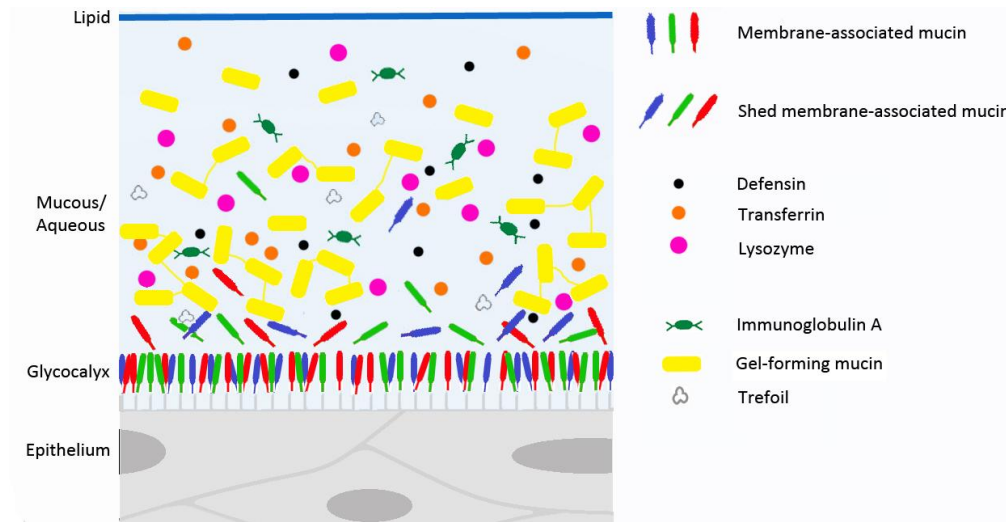 Lipid
Mucous/
Aqueous
Glycocalyx
Epithelium
Membrane-associated mucin
Shed membrane-associated mucin
Defensin
Transferrin
Lysozyme
Immunoglobulin A
Gel-forming mucin
Trefoil